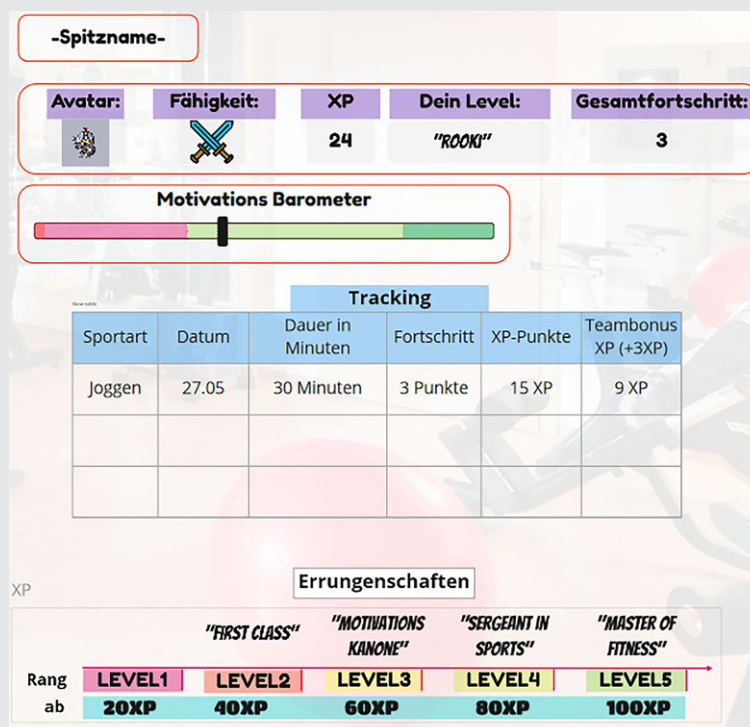 -Spitzname-
Avatar: Fähigkeit: XP Dein Level: Gesamtfortschritt:
24 "ROOKI" 3
Motivations Barometer
Tracking
Sportart Datum Dauer in Minuten Fortschritt XP-Punkte Teambonus XP (+3XP)
Joggen 27.05 30 Minuten 3 Punkte 15 XP 9 XP
XP
Errungenschaften
"FIRST CLASS" "MOTIVATIONS KANONE" "SERGEANT IN SPORTS" "MASTER OF FITNESS"
Rang LEVEL1 LEVEL2 LEVEL3 LEVEL4 LEVEL5
ab 20XP 40XP 60XP 80XP 100XP